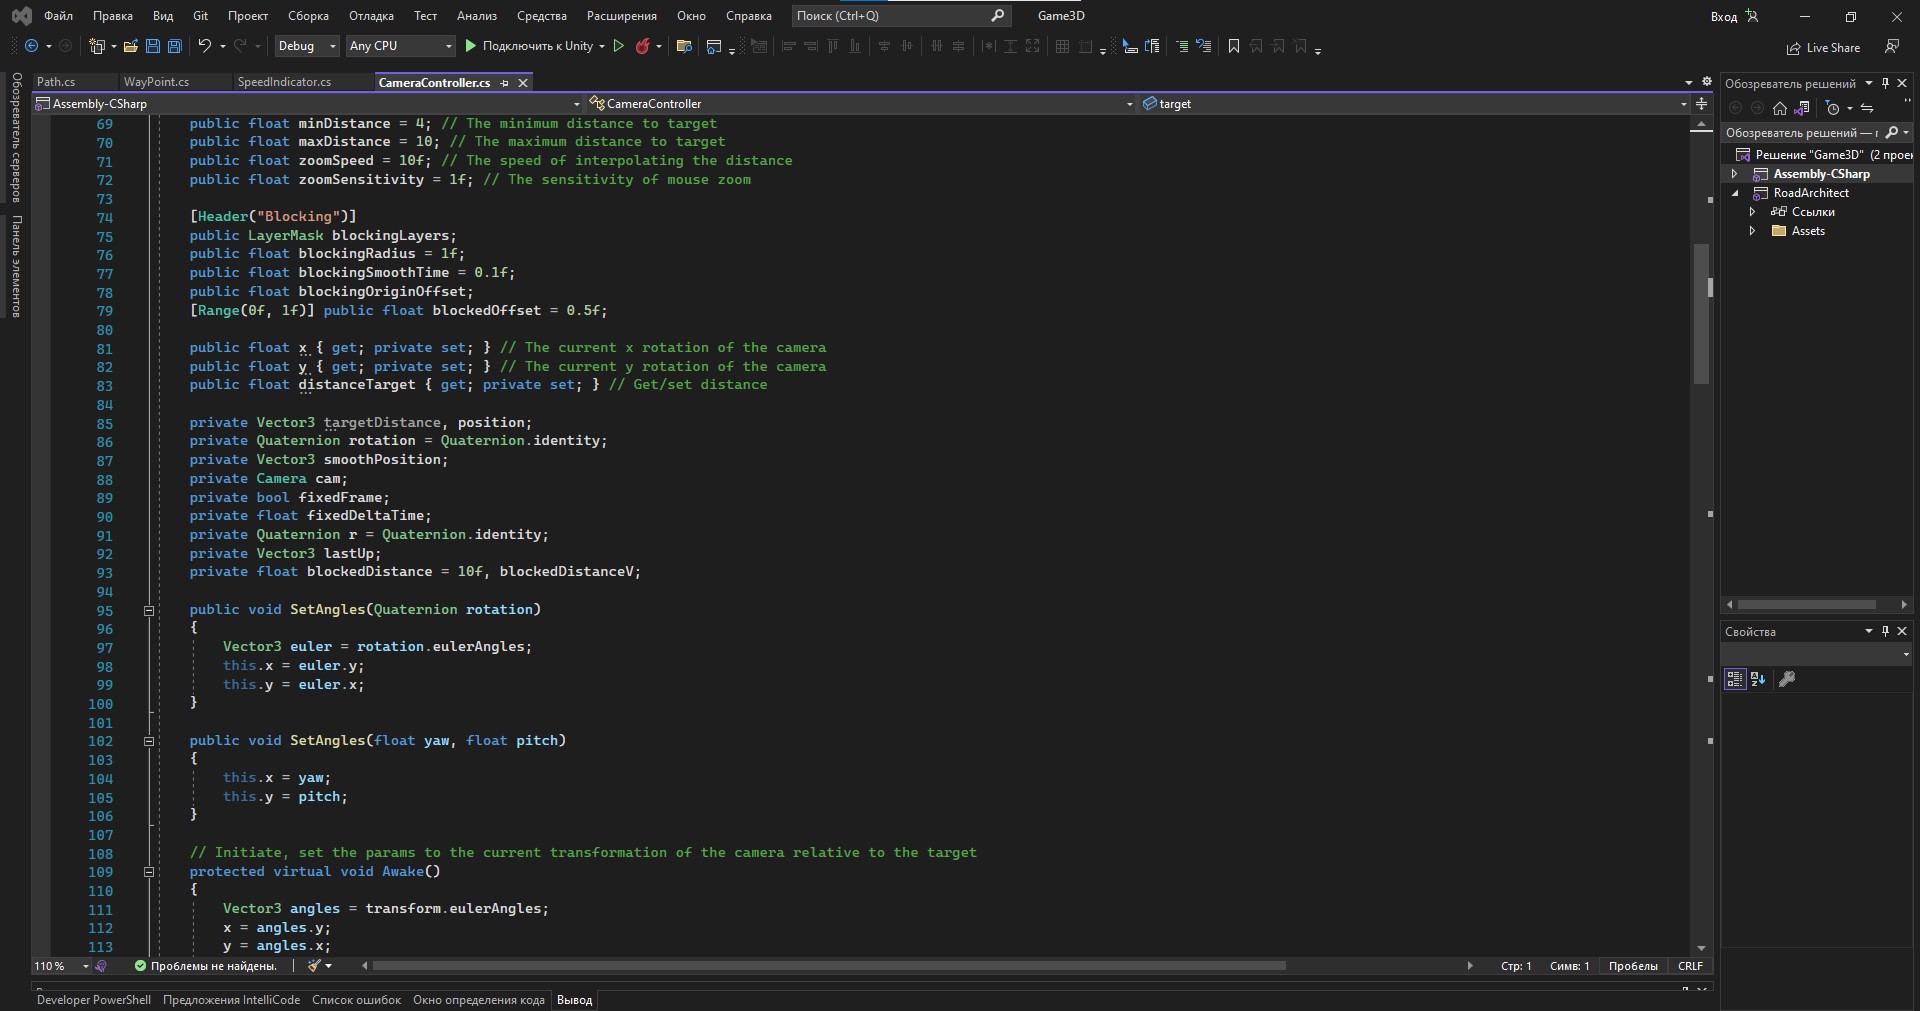 Файл Правка Вид Git Проект Сборка Отладка Тест Анализ Средства Расширения Окно Справка Поиск (Ctrl+Q) Game3D Вход
Debug Any CPU Подключить к Unity Live Share
Обозреватель серверов
Панель элементов
Path.cs WayPoint.cs SpeedIndicator.cs CameraController.cs
Assembly-CSharp CameraController target
69 public float minDistance = 4; // The minimum distance to target
70 public float maxDistance = 10; // The maximum distance to target
71 public float zoomSpeed = 10f; // The speed of interpolating the distance
72 public float zoomSensitivity = 1f; // The sensitivity of mouse zoom
73
74 [Header("Blocking")]
75 public LayerMask blockingLayers;
76 public float blockingRadius = 1f;
77 public float blockingSmoothTime = 0.1f;
78 public float blockingOriginOffset;
79 [Range(0f, 1f)] public float blockedOffset = 0.5f;
80
81 public float x { get; private set; } // The current x rotation of the camera
82 public float y { get; private set; } // The current y rotation of the camera
83 public float distanceTarget { get; private set; } // Get/set distance
84
85 private Vector3 targetDistance, position;
86 private Quaternion rotation = Quaternion.identity;
87 private Vector3 smoothPosition;
88 private Camera cam;
89 private bool fixedFrame;
90 private float fixedDeltaTime;
91 private Quaternion r = Quaternion.identity;
92 private Vector3 lastUp;
93 private float blockedDistance = 10f, blockedDistanceV;
94
95 public void SetAngles(Quaternion rotation)
96 {
97 Vector3 euler = rotation.eulerAngles;
98 this.x = euler.y;
99 this.y = euler.x;
100 }
101
102 public void SetAngles(float yaw, float pitch)
103 {
104 this.x = yaw;
105 this.y = pitch;
106 }
107
108 // Initiate, set the params to the current transformation of the camera relative to the target
109 protected virtual void Awake()
110 {
111 Vector3 angles = transform.eulerAngles;
112 x = angles.y;
113 y = angles.x;
110 % Проблемы не найдены. Стр: 1 Симв: 1 Пробелы CRLF
Developer PowerShell Предложения IntelliCode Список ошибок Окно определения кода Вывод
Обозреватель решений
Обозреватель решений —
Решение "Game3D" (2 проек
Assembly-CSharp
RoadArchitect
Ссылки
Assets
Свойства